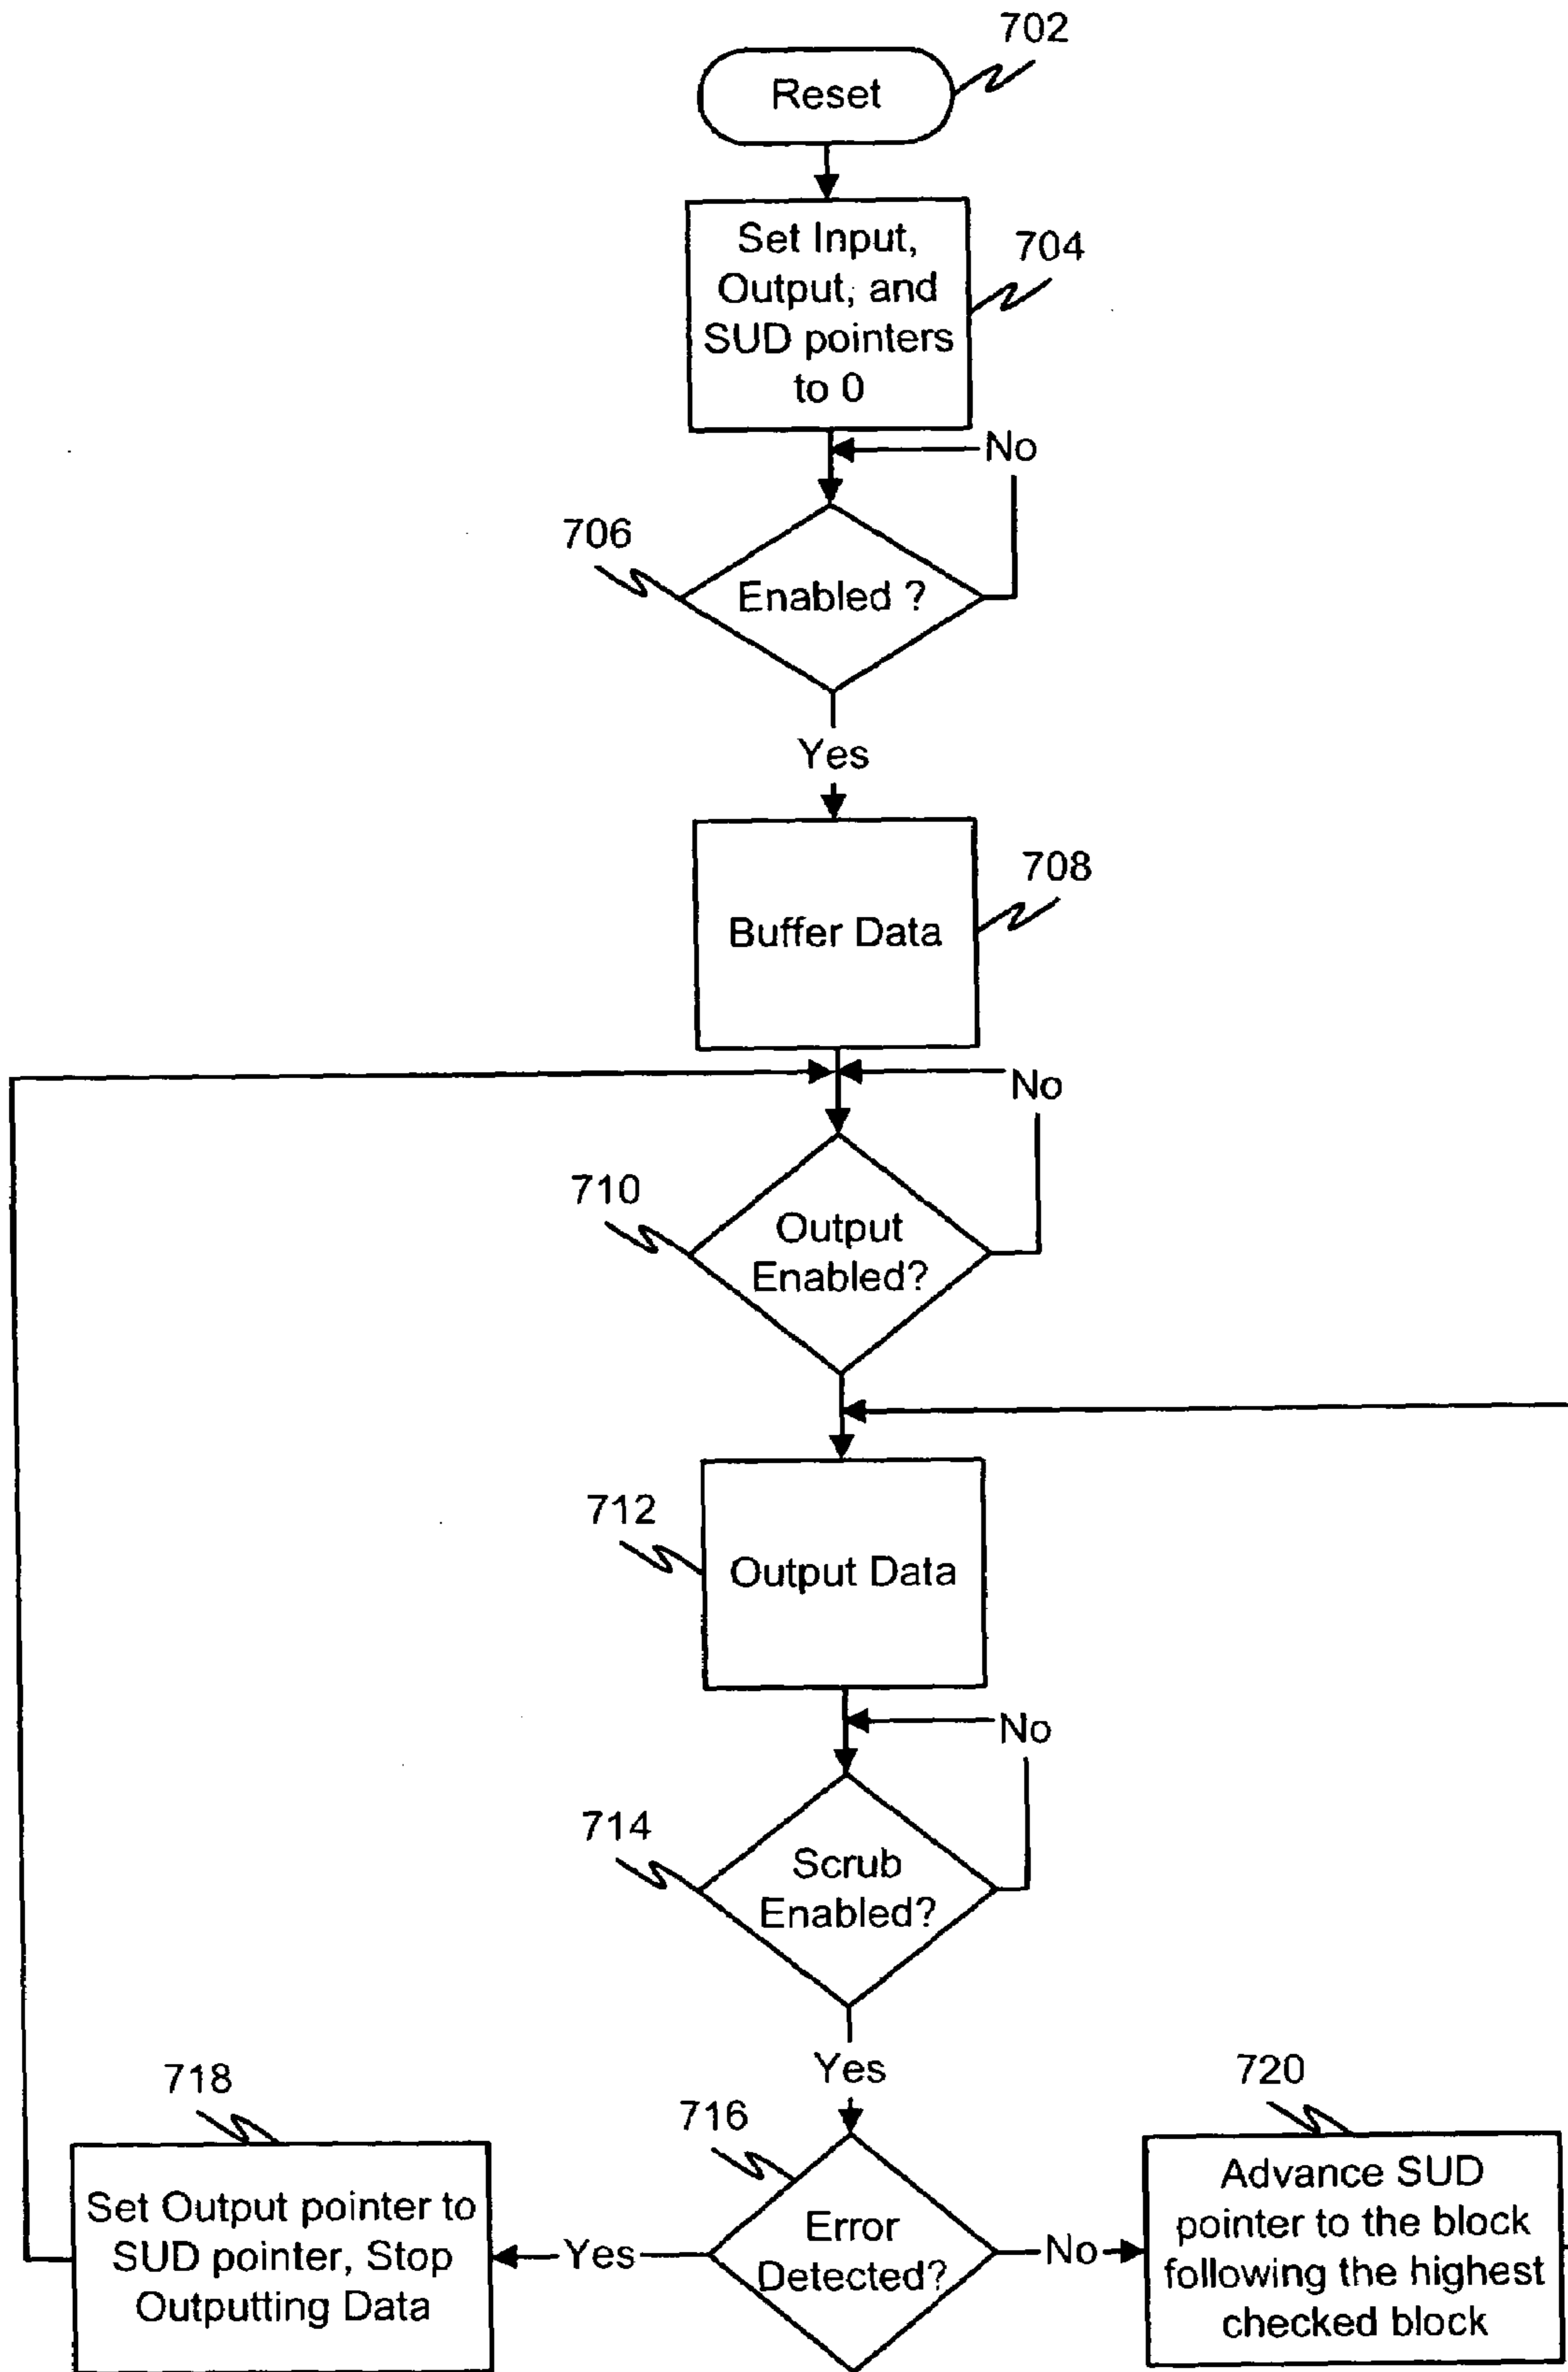 702
Reset
Set Input,
Output, and
SUD pointers
to 0
704
No
706
Enabled ?
Yes
708
Buffer Data
No
710
Output
Enabled?
712
Output Data
No
714
Scrub
Enabled?
Yes
718
716
720
Set Output pointer to
SUD pointer, Stop
Outputting Data
Yes
Error
Detected?
No
Advance SUD
pointer to the block
following the highest
checked block